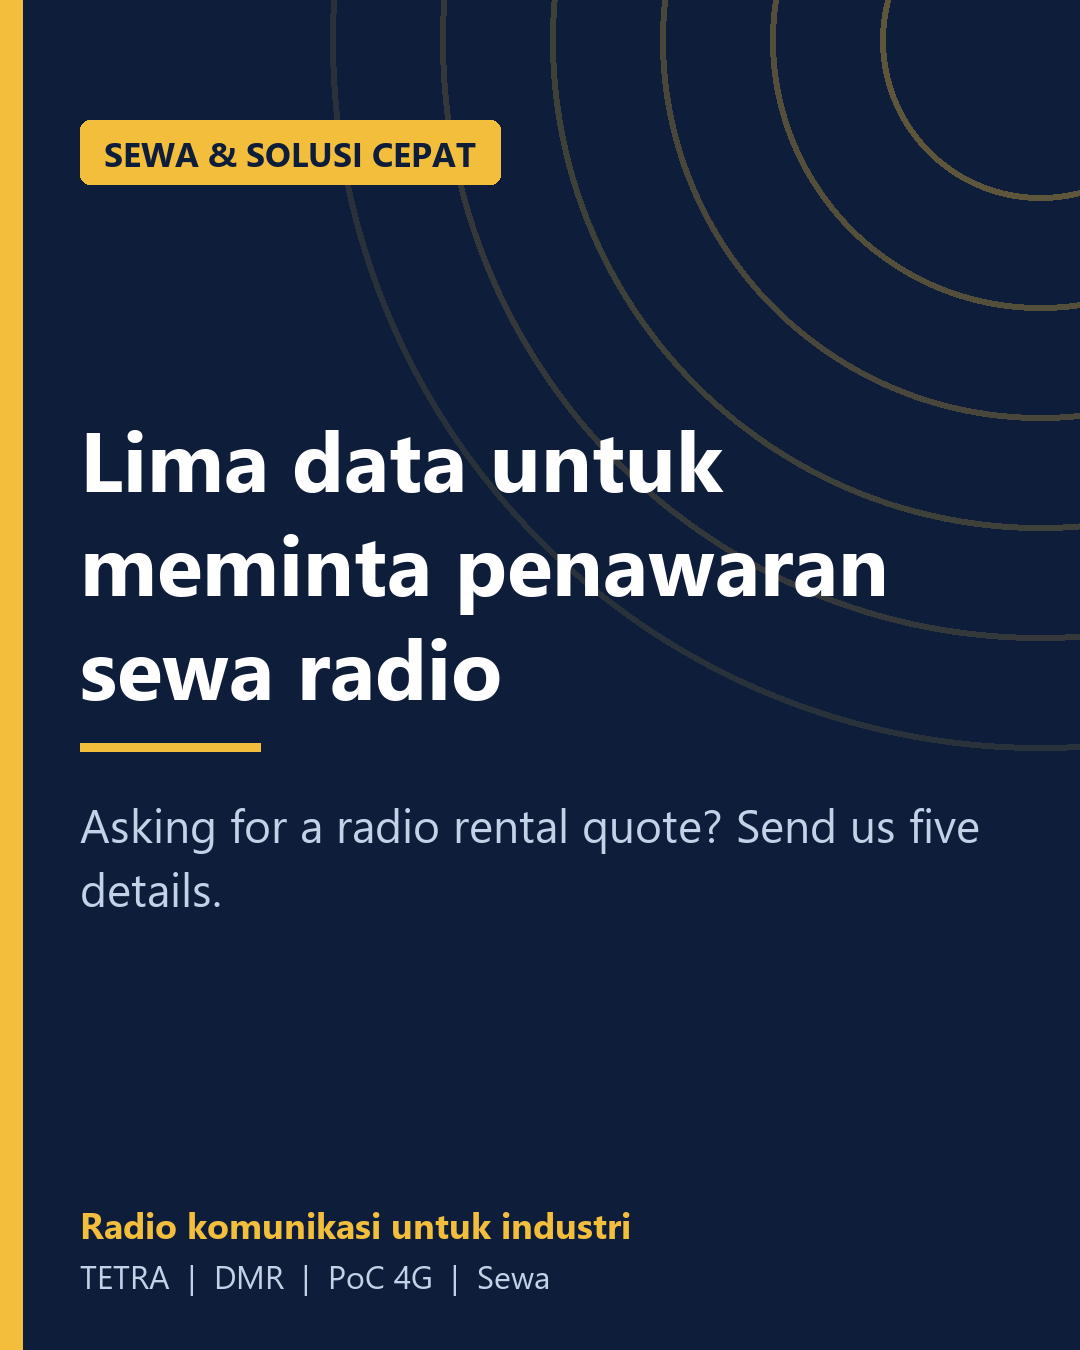 SEWA & SOLUSI CEPAT
Lima data untuk
meminta penawaran
sewa radio
Asking for a radio rental quote? Send us five
details.
Radio komunikasi untuk industri
TETRA | DMR | PoC 4G | Sewa